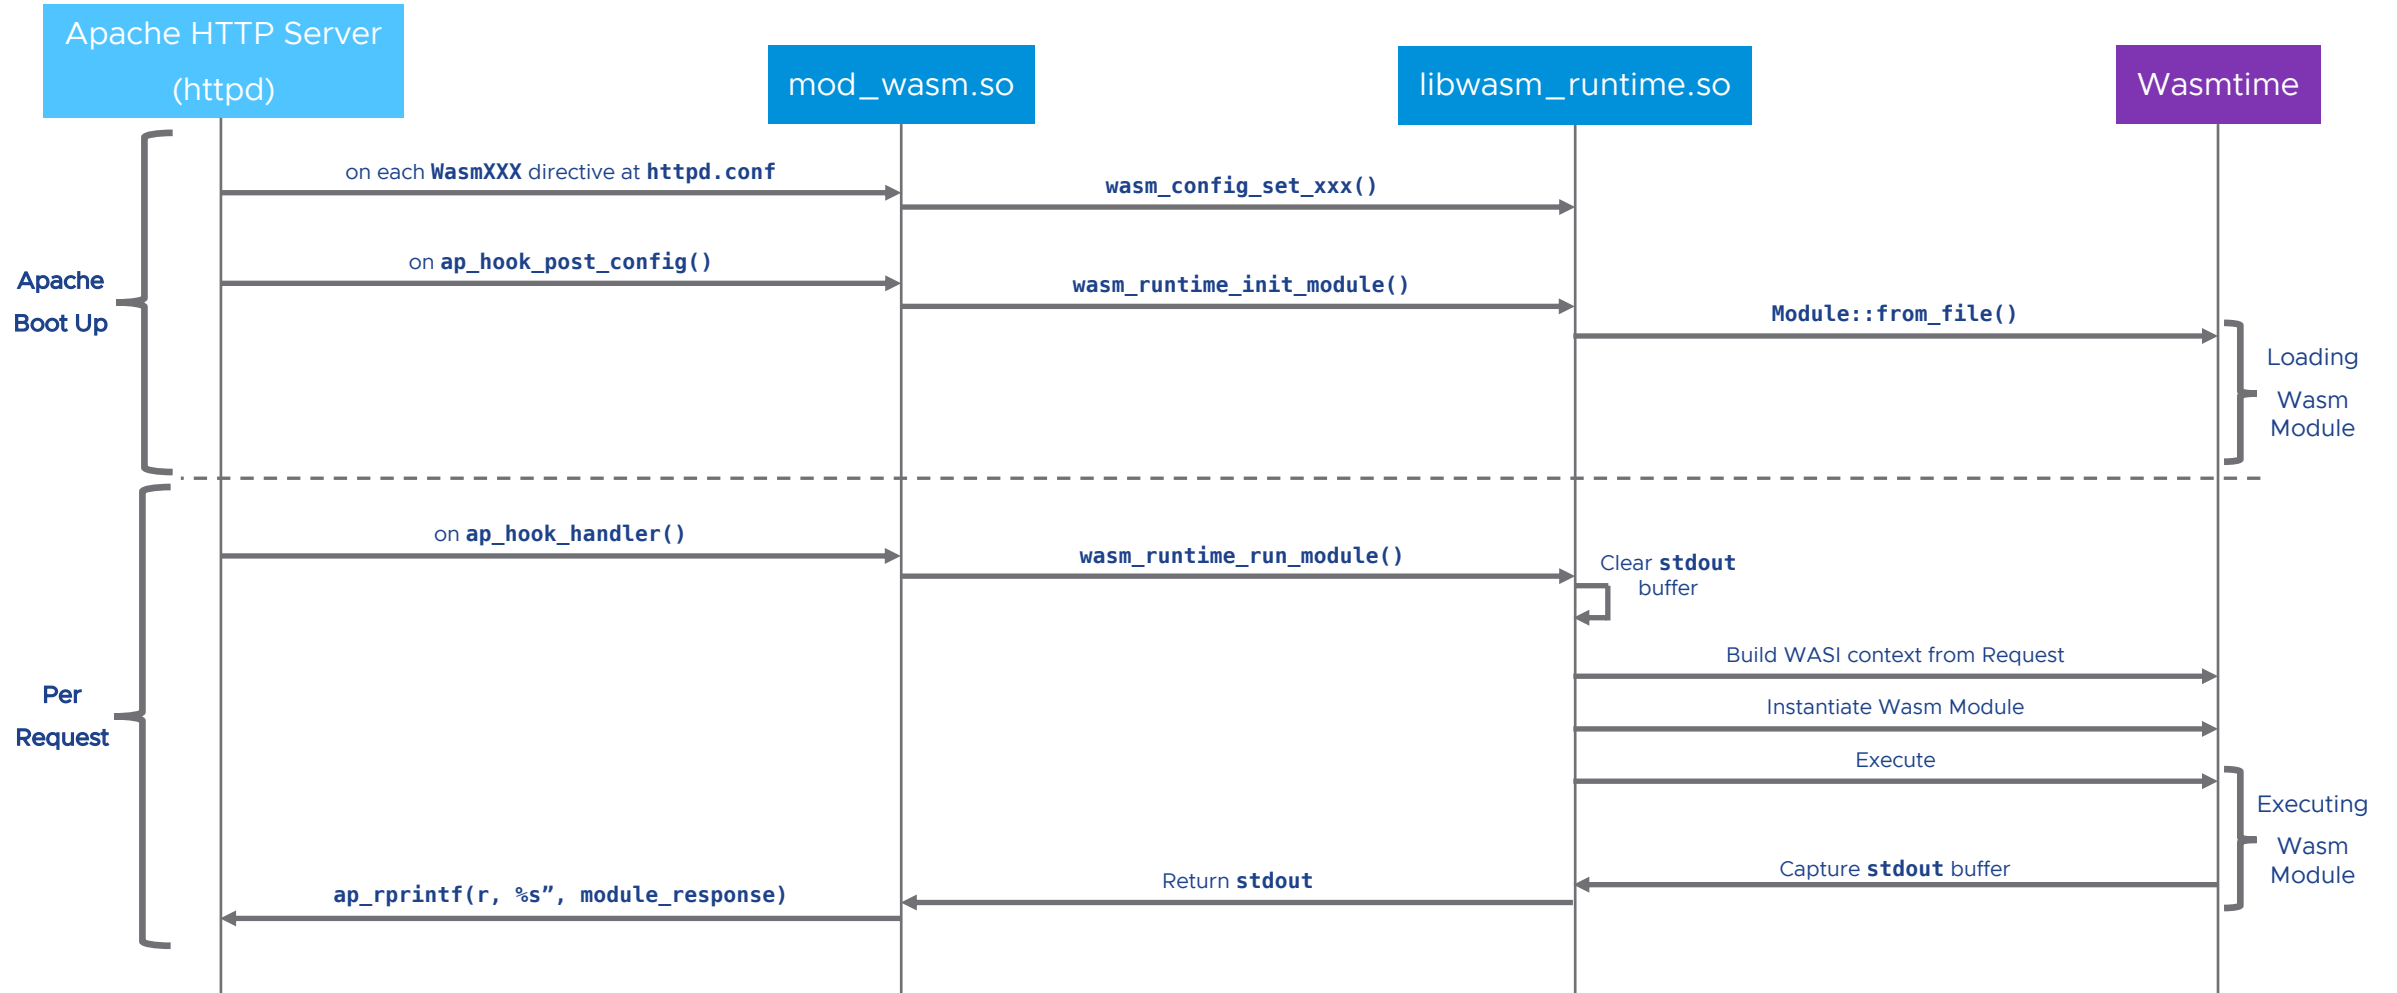 Apache HTTP Server
(httpd)
mod_wasm.so
libwasm_runtime.so
Wasmtime
on each WasmXXX directive at httpd.conf
wasm_config_set_xxx()
on ap_hook_post_config()
wasm_runtime_init_module()
Module::from_file()
Apache
Boot Up
Loading
Wasm
Module
on ap_hook_handler()
wasm_runtime_run_module()
Clear stdout
buffer
Build WASI context from Request
Instantiate Wasm Module
Execute
Per
Request
Executing
Wasm
Module
Capture stdout buffer
Return stdout
ap_rprintf(r, %s”, module_response)